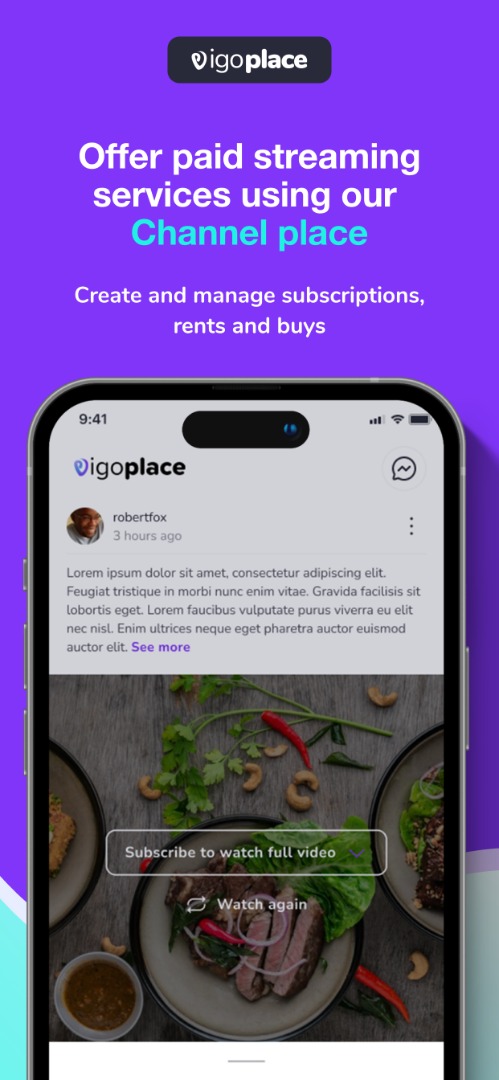 Vigoplace
Offer paid streaming
services using our
Channel place
Create and manage subscriptions,
rents and buys
9:41
Vigoplace
robertfox
3 hours ago
Lorem ipsum dolor sit amet, consectetur adipiscing elit.
Feugiat tristique in morbi nunc enim vitae. Gravida facilisis sit
lobortis eget. Lorem faucibus vulputate purus viverra eu elit
nec nisl. Enim ultrices neque eget pharetra auctor euismod
auctor elit. See more
Subscribe to watch full video
Watch again